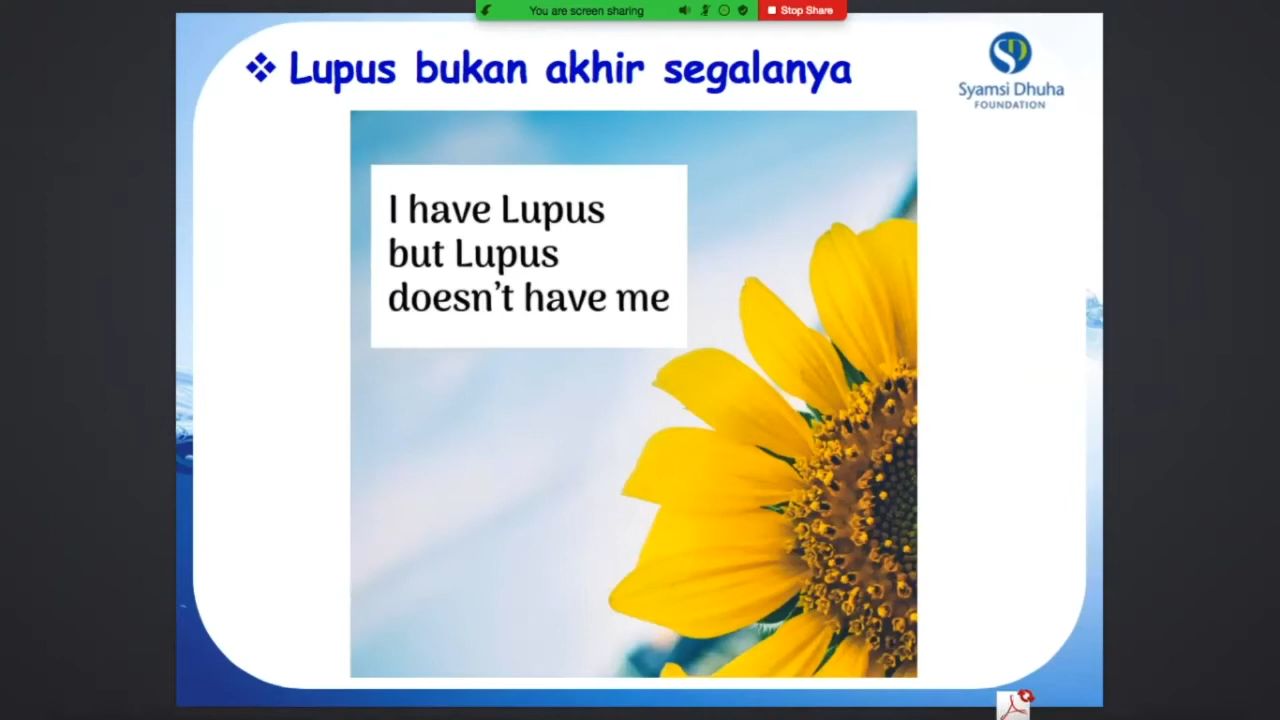 You are screen sharing
Stop Share
❖ Lupus bukan akhir segalanya
SD
Syamsi Dhuha
FOUNDATION
I have Lupus
but Lupus
doesn't have me